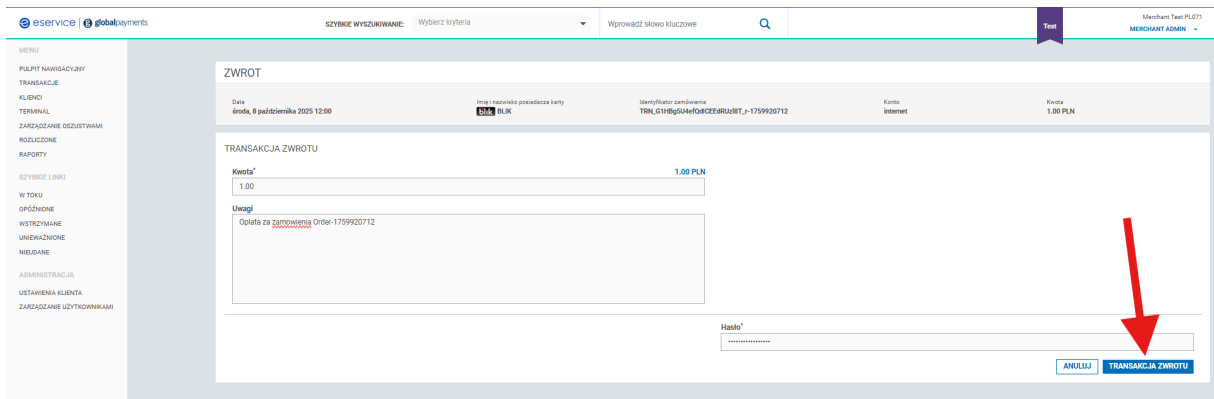 eservice | globalpayments
SZYBKIE WYSZUKIWANIE: Wybierz kryteria
Wprowadź słowo kluczowe
Test
Merchant Test PL071
MERCHANT ADMIN
MENU
PULPIT NAWIGACYJNY
TRANSAKCJE
KLIENCI
TERMINAL
ZARZĄDZANIE OSZUSTWAMI
ROZLICZONE
RAPORTY
SZYBKIE LINKI
W TOKU
OPÓŹNIONE
WSTRZYMANE
UNIEWAŻNIONE
NIEUDANE
ADMINISTRACJA
USTAWIENIA KLIENTA
ZARZĄDZANIE UŻYTKOWNIKAMI
ZWROT
Data
środa, 8 października 2025 12:00
Imię i nazwisko posiadacza karty
blik BLIK
Identyfikator zamówienia
TRN_G1HBg5U4efQdICEEdRUzlBT_r-1759920712
Konto
internet
Kwota
1.00 PLN
TRANSAKCJA ZWROTU
Kwota* 1.00 PLN
1.00
Uwagi
Oplata za zamowienia Order-1759920712
Hasło*
ANULUJ TRANSAKCJA ZWROTU